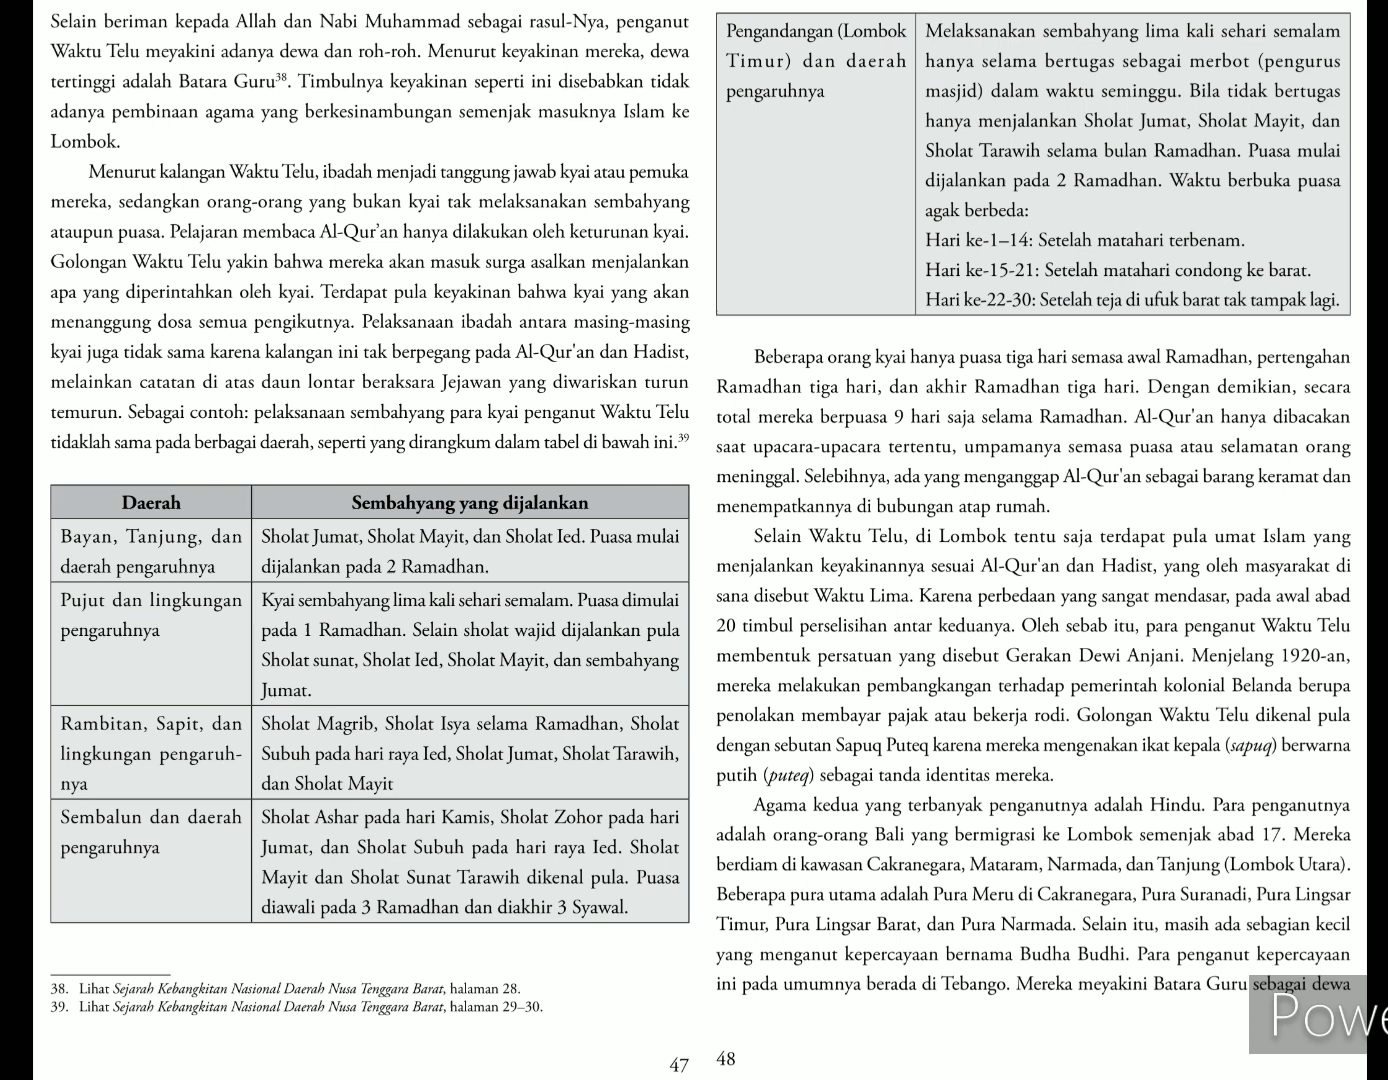 Selain beriman kepada Allah dan Nabi Muhammad sebagai rasul-Nya, penganut
Waktu Telu meyakini adanya dewa dan roh-roh. Menurut keyakinan mereka, dewa
tertinggi adalah Batara Guru³⁸. Timbulnya keyakinan seperti ini disebabkan tidak
adanya pembinaan agama yang berkesinambungan semenjak masuknya Islam ke
Lombok.
Menurut kalangan Waktu Telu, ibadah menjadi tanggung jawab kyai atau pemuka
mereka, sedangkan orang-orang yang bukan kyai tak melaksanakan sembahyang
ataupun puasa. Pelajaran membaca Al-Qur’an hanya dilakukan oleh keturunan kyai.
Golongan Waktu Telu yakin bahwa mereka akan masuk surga asalkan menjalankan
apa yang diperintahkan oleh kyai. Terdapat pula keyakinan bahwa kyai yang akan
menanggung dosa semua pengikutnya. Pelaksanaan ibadah antara masing-masing
kyai juga tidak sama karena kalangan ini tak berpegang pada Al-Qur'an dan Hadist,
melainkan catatan di atas daun lontar beraksara Jejawan yang diwariskan turun
temurun. Sebagai contoh: pelaksanaan sembahyang para kyai penganut Waktu Telu
tidaklah sama pada berbagai daerah, seperti yang dirangkum dalam tabel di bawah ini.³⁹
Daerah
Sembahyang yang dijalankan
Bayan, Tanjung, dan
daerah pengaruhnya
Sholat Jumat, Sholat Mayit, dan Sholat Ied. Puasa mulai
dijalankan pada 2 Ramadhan.
Pujut dan lingkungan
pengaruhnya
Kyai sembahyang lima kali sehari semalam. Puasa dimulai
pada 1 Ramadhan. Selain sholat wajid dijalankan pula
Sholat sunat, Sholat Ied, Sholat Mayit, dan sembahyang
Jumat.
Rambitan, Sapit, dan
lingkungan pengaruh-
nya
Sholat Magrib, Sholat Isya selama Ramadhan, Sholat
Subuh pada hari raya Ied, Sholat Jumat, Sholat Tarawih,
dan Sholat Mayit
Sembalun dan daerah
pengaruhnya
Sholat Ashar pada hari Kamis, Sholat Zohor pada hari
Jumat, dan Sholat Subuh pada hari raya Ied. Sholat
Mayit dan Sholat Sunat Tarawih dikenal pula. Puasa
diawali pada 3 Ramadhan dan diakhir 3 Syawal.
38. Lihat Sejarah Kebangkitan Nasional Daerah Nusa Tenggara Barat, halaman 28.
39. Lihat Sejarah Kebangkitan Nasional Daerah Nusa Tenggara Barat, halaman 29–30.
47
Pengandangan (Lombok
Timur) dan daerah
pengaruhnya
Melaksanakan sembahyang lima kali sehari semalam
hanya selama bertugas sebagai merbot (pengurus
masjid) dalam waktu seminggu. Bila tidak bertugas
hanya menjalankan Sholat Jumat, Sholat Mayit, dan
Sholat Tarawih selama bulan Ramadhan. Puasa mulai
dijalankan pada 2 Ramadhan. Waktu berbuka puasa
agak berbeda:
Hari ke-1–14: Setelah matahari terbenam.
Hari ke-15-21: Setelah matahari condong ke barat.
Hari ke-22-30: Setelah teja di ufuk barat tak tampak lagi.
Beberapa orang kyai hanya puasa tiga hari semasa awal Ramadhan, pertengahan
Ramadhan tiga hari, dan akhir Ramadhan tiga hari. Dengan demikian, secara
total mereka berpuasa 9 hari saja selama Ramadhan. Al-Qur'an hanya dibacakan
saat upacara-upacara tertentu, umpamanya semasa puasa atau selamatan orang
meninggal. Selebihnya, ada yang menganggap Al-Qur'an sebagai barang keramat dan
menempatkannya di bubungan atap rumah.
Selain Waktu Telu, di Lombok tentu saja terdapat pula umat Islam yang
menjalankan keyakinannya sesuai Al-Qur'an dan Hadist, yang oleh masyarakat di
sana disebut Waktu Lima. Karena perbedaan yang sangat mendasar, pada awal abad
20 timbul perselisihan antar keduanya. Oleh sebab itu, para penganut Waktu Telu
membentuk persatuan yang disebut Gerakan Dewi Anjani. Menjelang 1920-an,
mereka melakukan pembangkangan terhadap pemerintah kolonial Belanda berupa
penolakan membayar pajak atau bekerja rodi. Golongan Waktu Telu dikenal pula
dengan sebutan Sapuq Puteq karena mereka mengenakan ikat kepala (sapuq) berwarna
putih (puteq) sebagai tanda identitas mereka.
Agama kedua yang terbanyak penganutnya adalah Hindu. Para penganutnya
adalah orang-orang Bali yang bermigrasi ke Lombok semenjak abad 17. Mereka
berdiam di kawasan Cakranegara, Mataram, Narmada, dan Tanjung (Lombok Utara).
Beberapa pura utama adalah Pura Meru di Cakranegara, Pura Suranadi, Pura Lingsar
Timur, Pura Lingsar Barat, dan Pura Narmada. Selain itu, masih ada sebagian kecil
yang menganut kepercayaan bernama Budha Budhi. Para penganut kepercayaan
ini pada umumnya berada di Tebango. Mereka meyakini Batara Guru sebagai dewa
Powe
48